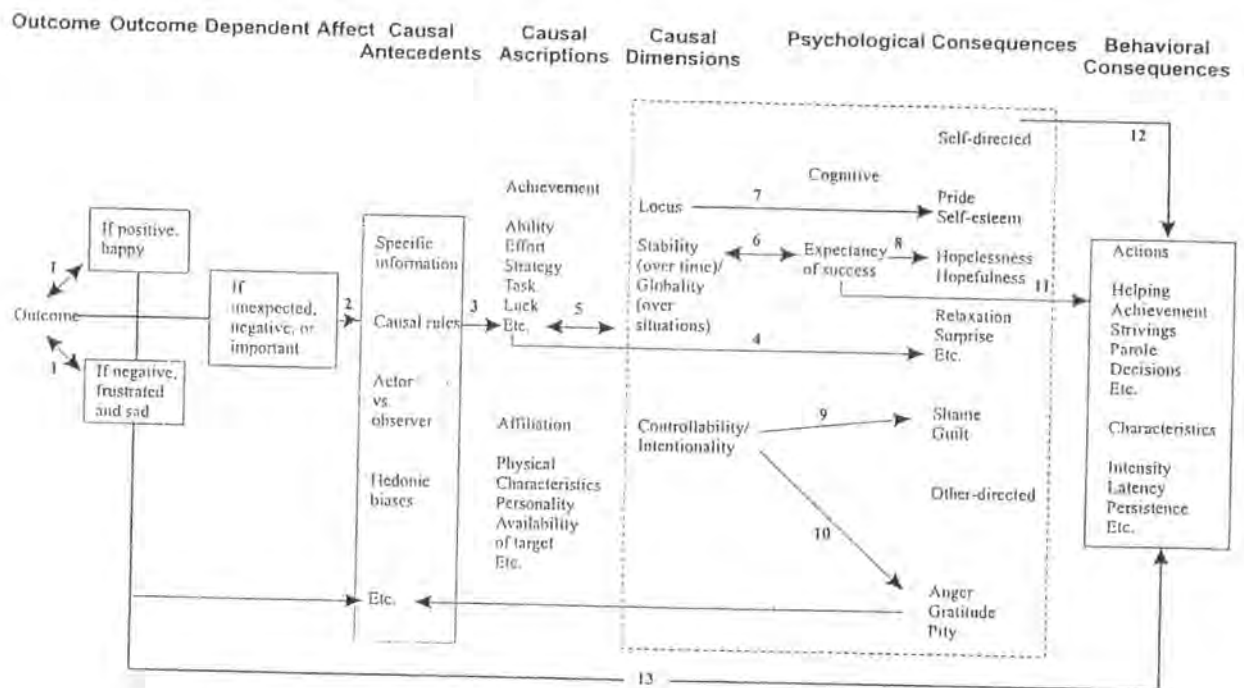 Outcome Outcome Dependent Affect Causal Antecedents
Causal Ascriptions
Causal Dimensions
Psychological Consequences
Behavioral Consequences
1
1
Outcome
If positive,
happy
If negative,
frustrated
and sad
If
unexpected,
negative, or
important
2
Specific
information
Causal rules
Actor
vs.
observer
Hedonic
biases
Etc.
3
Achievement
Ability
Effort
Strategy
Task
Luck
Etc.
Affiliation
Physical
Characteristics
Personality
Availability
of target
Etc.
5
4
Locus
Stability
(over time)/
Globality
(over
situations)
Controllability/
Intentionality
7
6
Cognitive
Expectancy
of success
8
9
10
Self-directed
Pride
Self-esteem
Hopelessness
Hopefulness
Relaxation
Surprise
Etc.
Shame
Guilt
Other-directed
Anger
Gratitude
Pity
11
12
Actions
Helping
Achievement
Strivings
Parole
Decisions
Etc.
Characteristics
Intensity
Latency
Persistence
Etc.
13